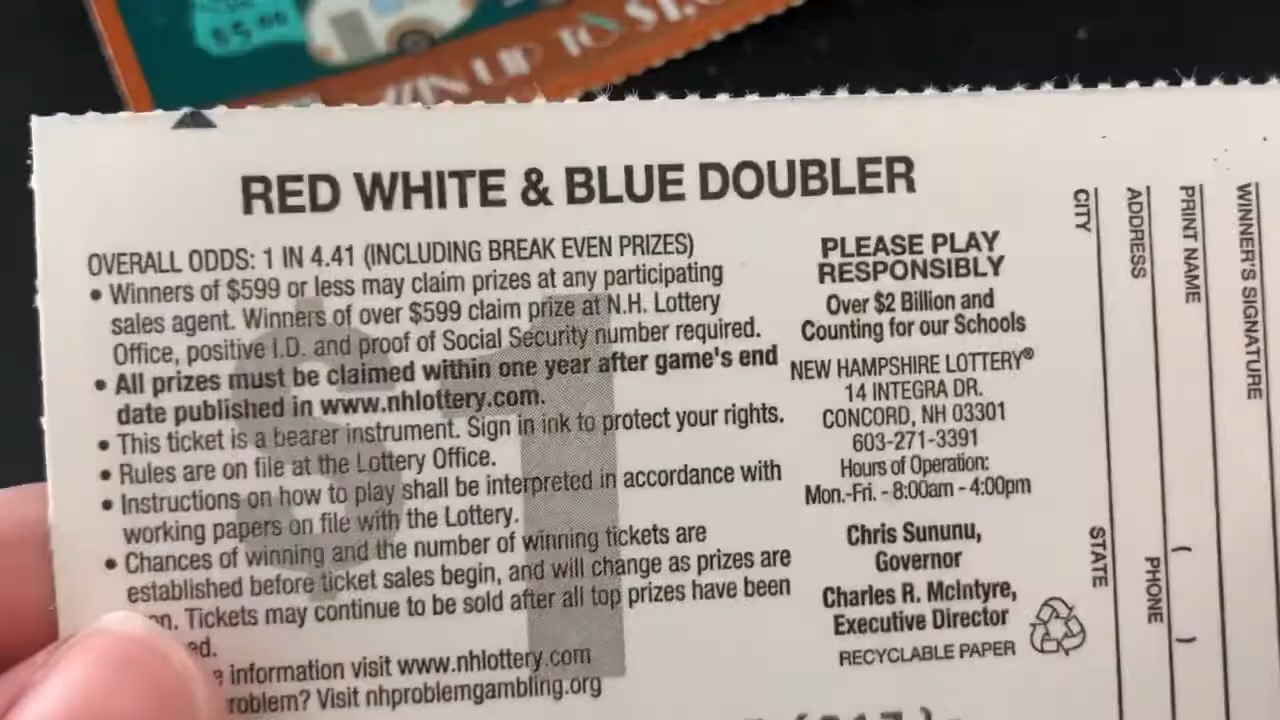 $5.00
WIN UP TO $1,0
RED WHITE & BLUE DOUBLER
OVERALL ODDS: 1 IN 4.41 (INCLUDING BREAK EVEN PRIZES)
• Winners of $599 or less may claim prizes at any participating
sales agent. Winners of over $599 claim prize at N.H. Lottery
Office, positive I.D. and proof of Social Security number required.
• All prizes must be claimed within one year after game's end
date published in www.nhlottery.com.
• This ticket is a bearer instrument. Sign in ink to protect your rights.
• Rules are on file at the Lottery Office.
• Instructions on how to play shall be interpreted in accordance with
working papers on file with the Lottery.
• Chances of winning and the number of winning tickets are
established before ticket sales begin, and will change as prizes are
on. Tickets may continue to be sold after all top prizes have been
ed.
e information visit www.nhlottery.com
roblem? Visit nhproblemgambling.org
$1
PLEASE PLAY
RESPONSIBLY
Over $2 Billion and
Counting for our Schools
NEW HAMPSHIRE LOTTERY®
14 INTEGRA DR.
CONCORD, NH 03301
603-271-3391
Hours of Operation:
Mon.-Fri. - 8:00am - 4:00pm
Chris Sununu,
Governor
Charles R. McIntyre,
Executive Director
RECYCLABLE PAPER
WINNER'S SIGNATURE
PRINT NAME
ADDRESS
PHONE ( )
CITY
STATE